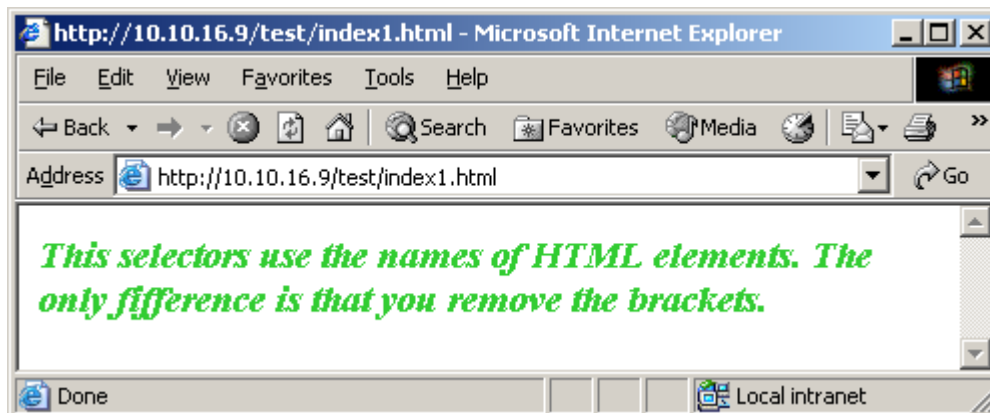 http://10.10.16.9/test/index1.html - Microsoft Internet Explorer
File Edit View Favorites Tools Help
Back Search Favorites Media »
Address http://10.10.16.9/test/index1.html Go
This selectors use the names of HTML elements. The
only fifference is that you remove the brackets.
Done Local intranet